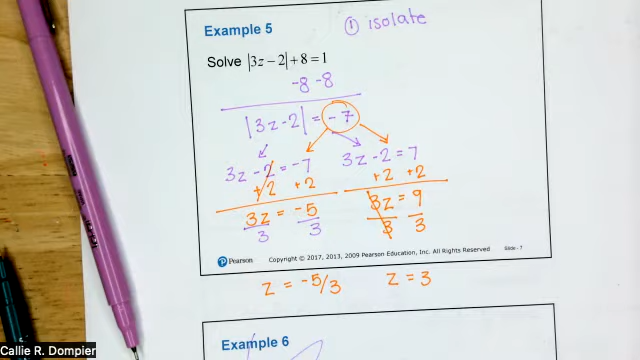 Example 5
① isolate
Solve |3z − 2| + 8 = 1
-8 -8
|3z-2| = -7
3z - 2 = -7
3z - 2 = 7
+2 +2
+2 +2
3z = -5
3z = 9
3 3
3 3
Pearson
Copyright © 2017, 2013, 2009 Pearson Education, Inc. All Rights Reserved
Slide - 7
z = -5/3
z = 3
Example 6
Callie R. Dompier